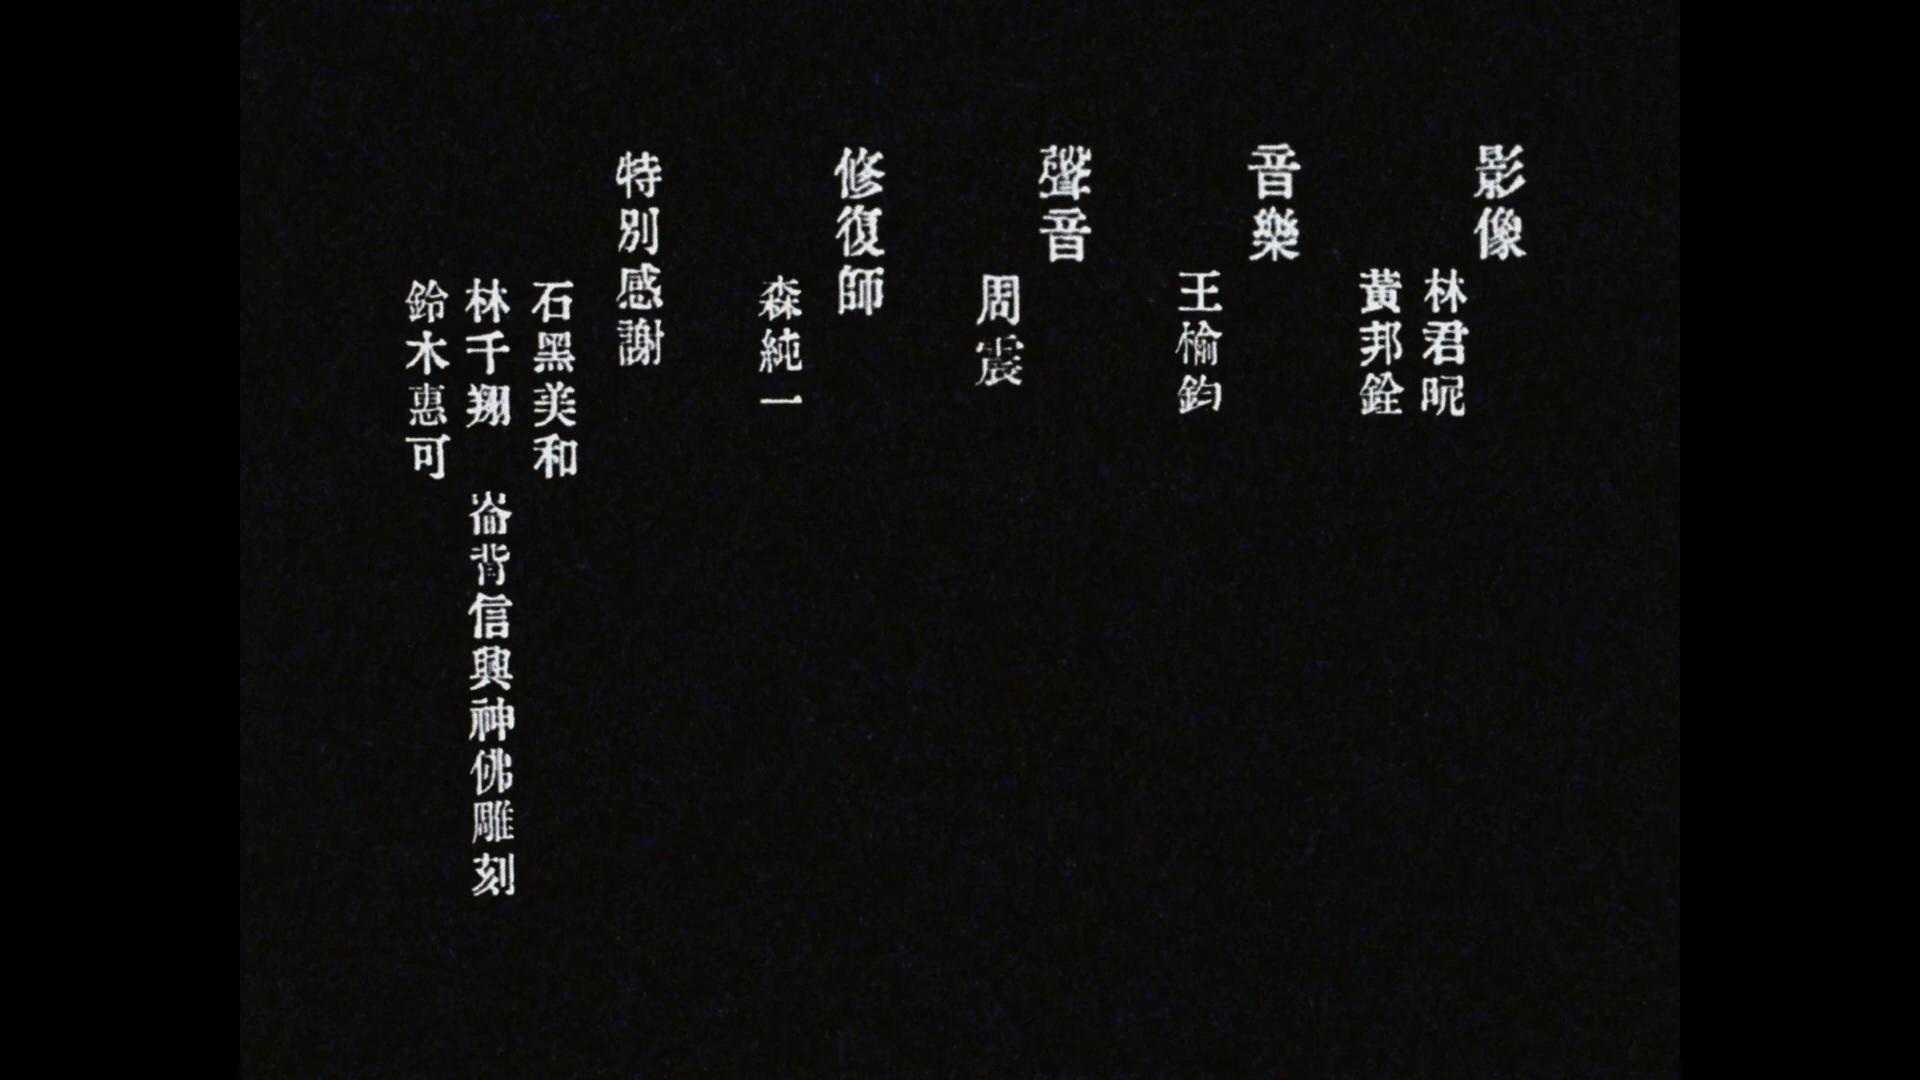 影像
林君昵
黃邦銓
音樂
王榆鈞
聲音
周震
修復師
森純一
特別感謝
石黑美和
林千翔 崙背信興神佛雕刻
鈴木惠可